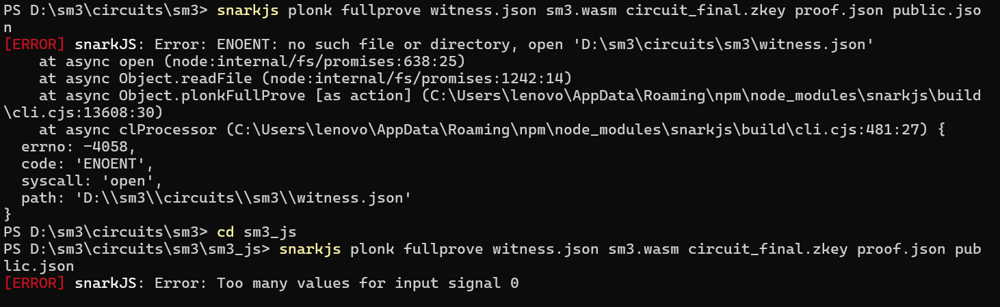 PS D:\sm3\circuits\sm3> snarkjs plonk fullprove witness.json sm3.wasm circuit_final.zkey proof.json public.jso
n
[ERROR] snarkJS: Error: ENOENT: no such file or directory, open 'D:\sm3\circuits\sm3\witness.json'
    at async open (node:internal/fs/promises:638:25)
    at async Object.readFile (node:internal/fs/promises:1242:14)
    at async Object.plonkFullProve [as action] (C:\Users\lenovo\AppData\Roaming\npm\node_modules\snarkjs\build
\cli.cjs:13608:30)
    at async clProcessor (C:\Users\lenovo\AppData\Roaming\npm\node_modules\snarkjs\build\cli.cjs:481:27) {
  errno: -4058,
  code: 'ENOENT',
  syscall: 'open',
  path: 'D:\\sm3\\circuits\\sm3\\witness.json'
}
PS D:\sm3\circuits\sm3> cd sm3_js
PS D:\sm3\circuits\sm3\sm3_js> snarkjs plonk fullprove witness.json sm3.wasm circuit_final.zkey proof.json pub
lic.json
[ERROR] snarkJS: Error: Too many values for input signal 0